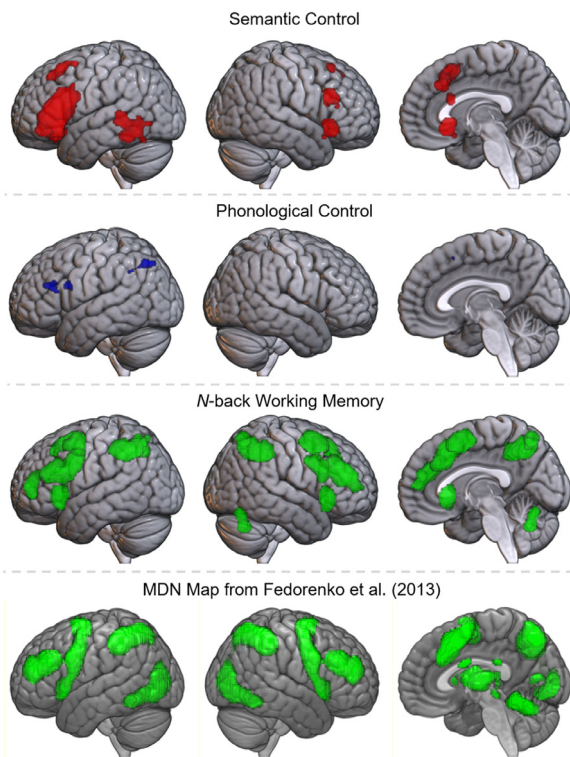 Semantic Control
Phonological Control
N-back Working Memory
MDN Map from Fedorenko et al. (2013)